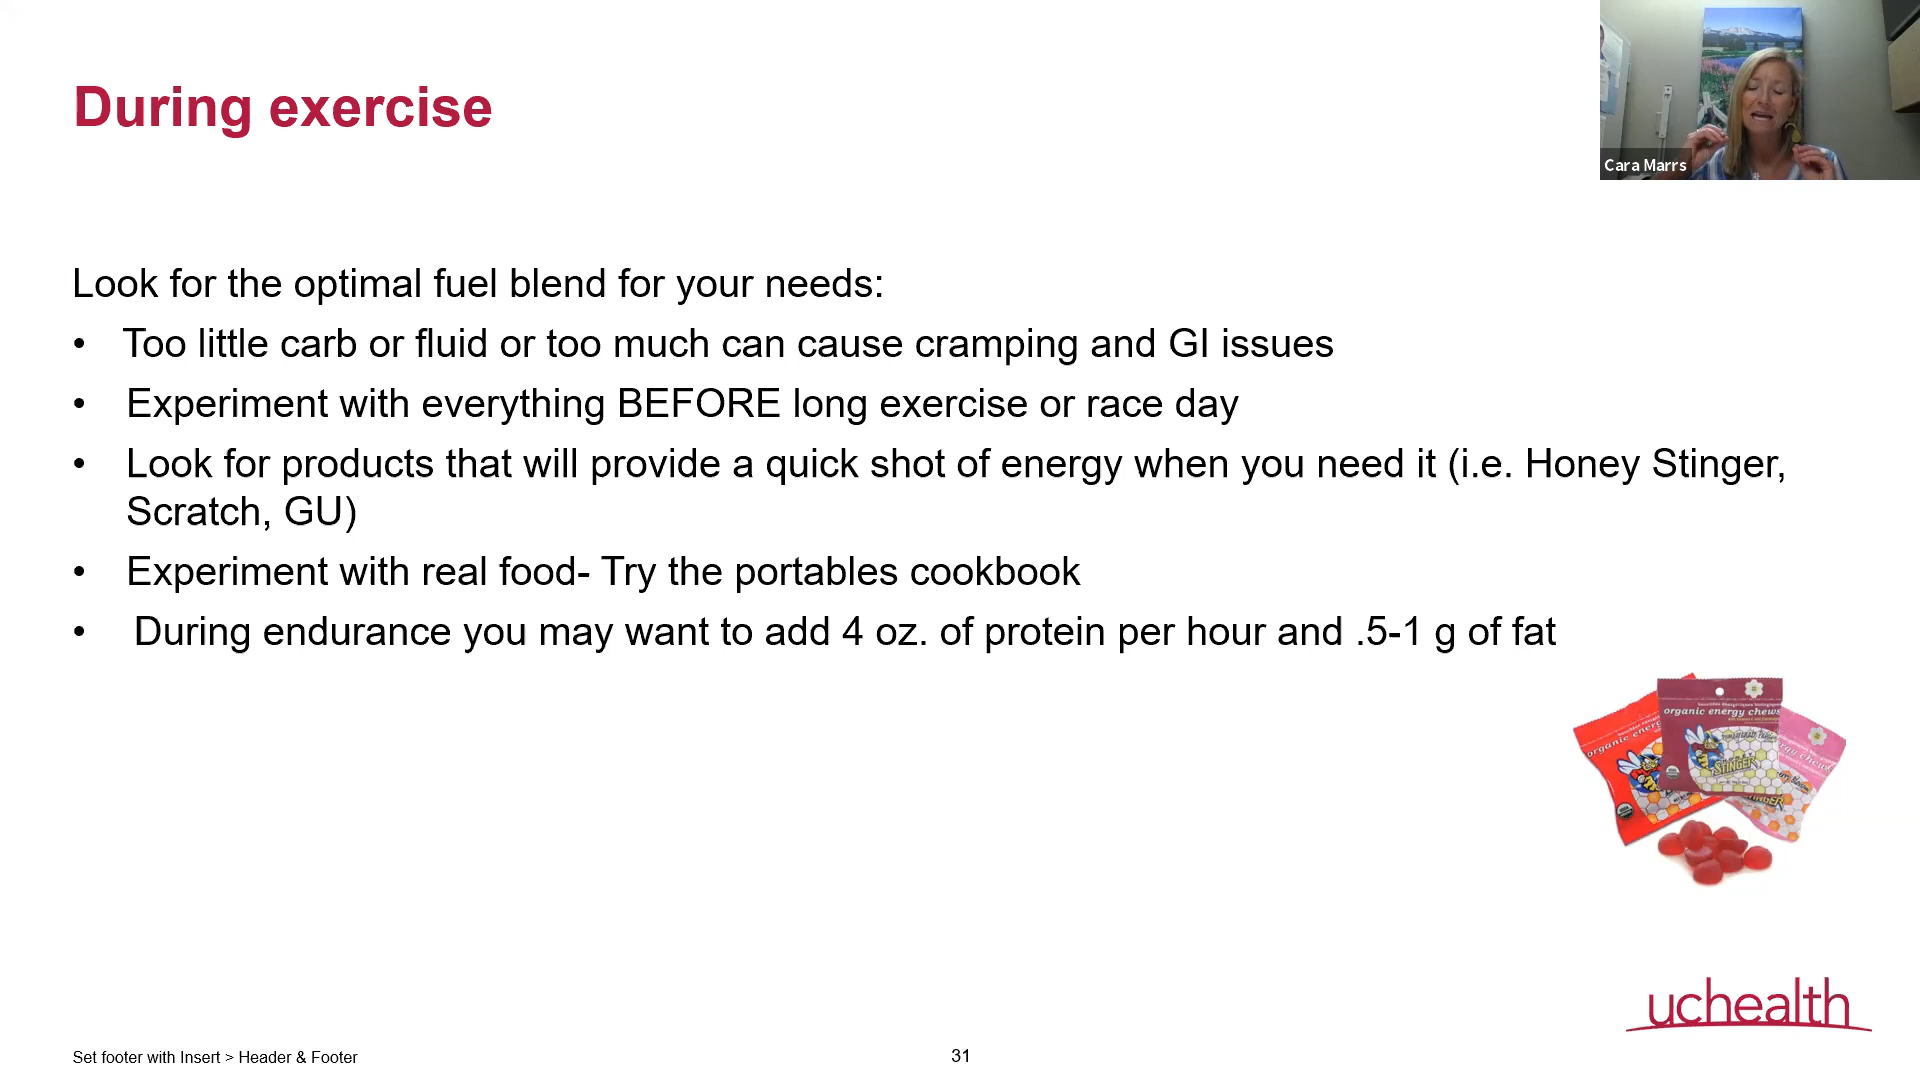 During exercise
Cara Marrs
Look for the optimal fuel blend for your needs:
• Too little carb or fluid or too much can cause cramping and GI issues
• Experiment with everything BEFORE long exercise or race day
• Look for products that will provide a quick shot of energy when you need it (i.e. Honey Stinger,
Scratch, GU)
• Experiment with real food- Try the portables cookbook
• During endurance you may want to add 4 oz. of protein per hour and .5-1 g of fat
organic energy chews
STINGER
uchealth
Set footer with Insert > Header & Footer
31